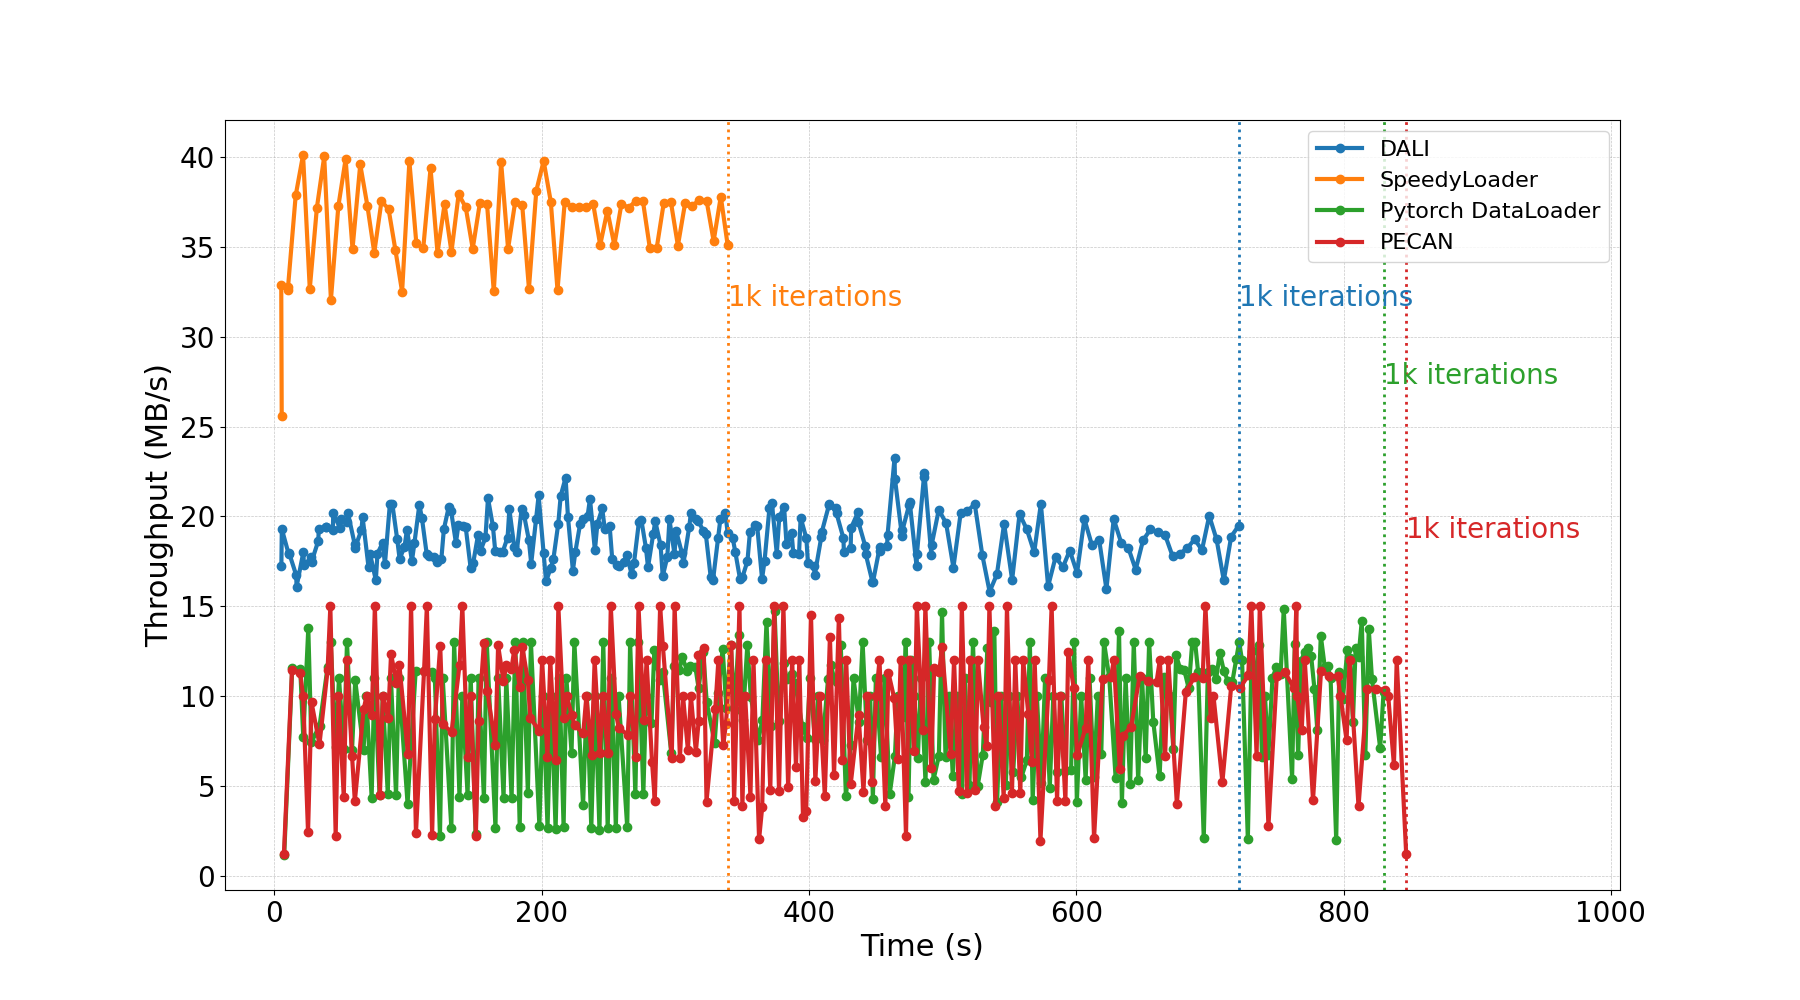 DALI
SpeedyLoader
Pytorch DataLoader
PECAN
1k iterations
1k iterations
1k iterations
1k iterations
Throughput (MB/s)
40
35
30
25
20
15
10
5
0
0
200
400
600
800
1000
Time (s)